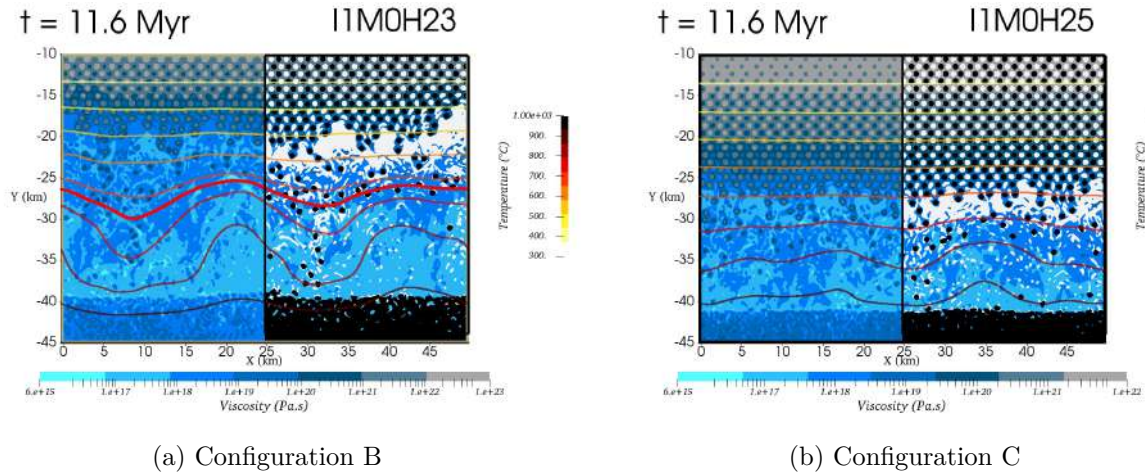 t = 11.6 Myr I1M0H23
-10
-15
-20
-25
Y (km)
-30
-35
-40
-45
0 5 10 15 20 25 30 35 40 45
X (km)
1.00e+03
900.
800.
700.
600.
500.
400.
300.
Temperature (°C)
6.e+15 1.e+17 1.e+18 1.e+19 1.e+20 1.e+21 1.e+22 1.e+23
Viscosity (Pa.s)
(a) Configuration B
t = 11.6 Myr I1M0H25
-10
-15
-20
-25
Y (km)
-30
-35
-40
-45
0 5 10 15 20 25 30 35 40 45
X (km)
Temperature (°C)
6.e+15 1.e+17 1.e+18 1.e+19 1.e+20 1.e+21 1.e+22
Viscosity (Pa.s)
(b) Configuration C